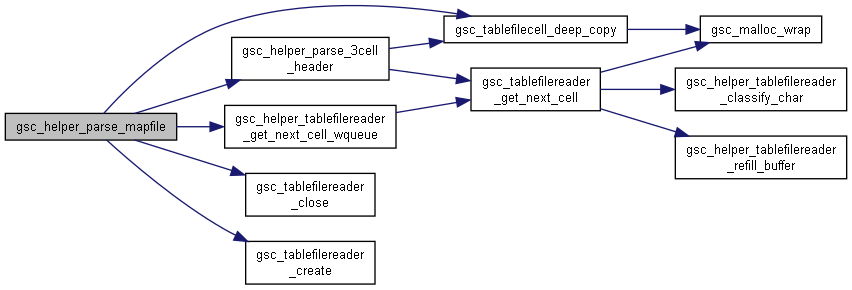 gsc_helper_parse_mapfile
gsc_helper_parse_3cell
_header
gsc_helper_tablefilereader
_get_next_cell_wqueue
gsc_tablefilereader
_close
gsc_tablefilereader
_create
gsc_tablefilecell_deep_copy
gsc_tablefilereader
_get_next_cell
gsc_malloc_wrap
gsc_helper_tablefilereader
_classify_char
gsc_helper_tablefilereader
_refill_buffer